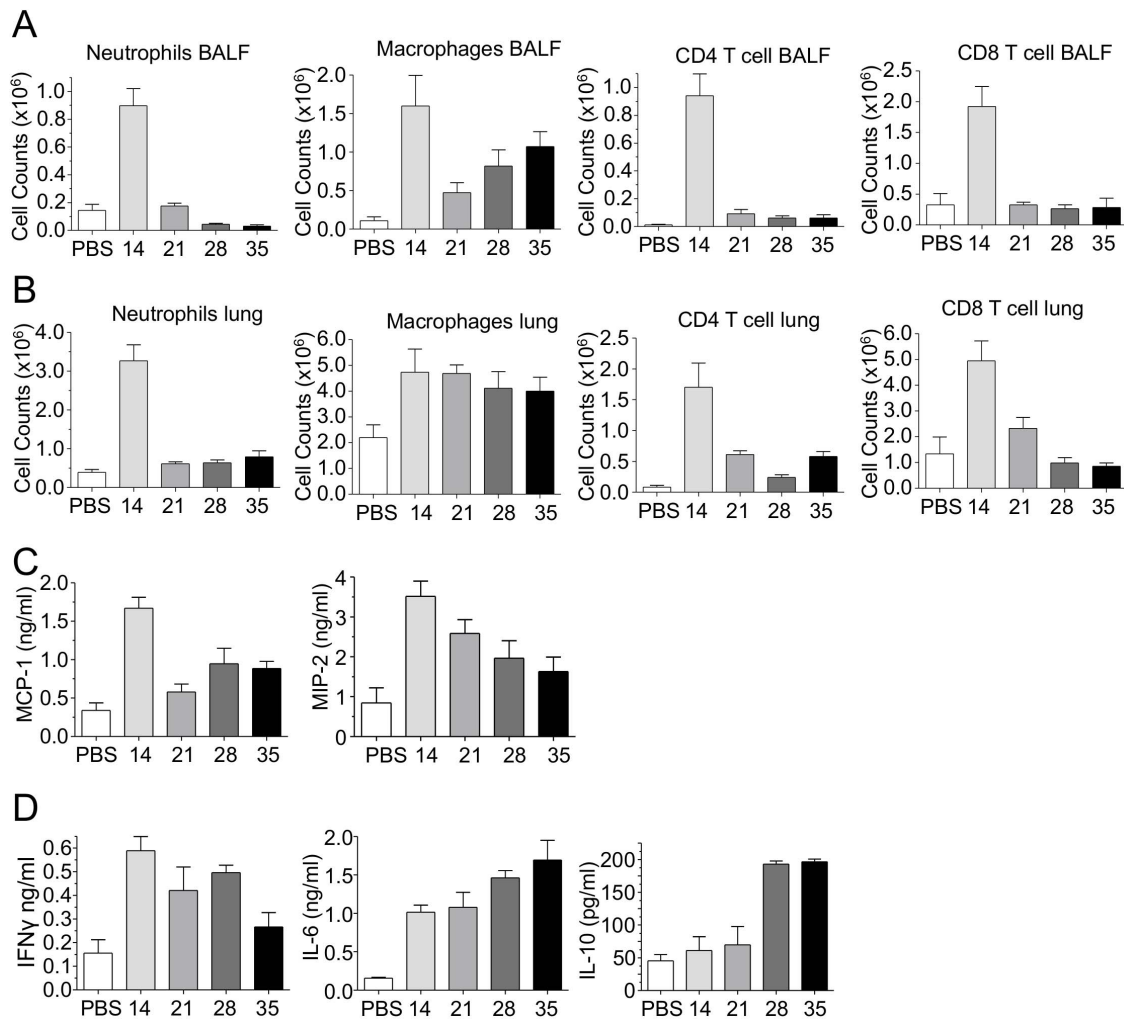 A
Neutrophils BALF
Cell Counts (x10⁶)
1.0
0.8
0.6
0.4
0.2
0.0
PBS 14 21 28 35
Macrophages BALF
Cell Counts (x10⁶)
2.0
1.5
1.0
0.5
0.0
PBS 14 21 28 35
CD4 T cell BALF
Cell Counts (x10⁶)
1.0
0.8
0.6
0.4
0.2
0.0
PBS 14 21 28 35
CD8 T cell BALF
Cell Counts (x10⁶)
2.5
2.0
1.5
1.0
0.5
0.0
PBS 14 21 28 35
B
Neutrophils lung
Cell Counts (x10⁶)
4.0
3.0
2.0
1.0
0.0
PBS 14 21 28 35
Macrophages lung
Cell Counts (x10⁶)
6.0
5.0
4.0
3.0
2.0
1.0
0.0
PBS 14 21 28 35
CD4 T cell lung
Cell Counts (x10⁶)
2.5
2.0
1.5
1.0
0.5
0.0
PBS 14 21 28 35
CD8 T cell lung
Cell Counts (x10⁶)
6.0
5.0
4.0
3.0
2.0
1.0
0.0
PBS 14 21 28 35
C
MCP-1 (ng/ml)
2.0
1.5
1.0
0.5
0.0
PBS 14 21 28 35
MIP-2 (ng/ml)
4
3
2
1
0
PBS 14 21 28 35
D
IFNγ ng/ml
0.6
0.5
0.4
0.3
0.2
0.1
0.0
PBS 14 21 28 35
IL-6 (ng/ml)
2.0
1.5
1.0
0.5
0.0
PBS 14 21 28 35
IL-10 (pg/ml)
200
150
100
50
0
PBS 14 21 28 35